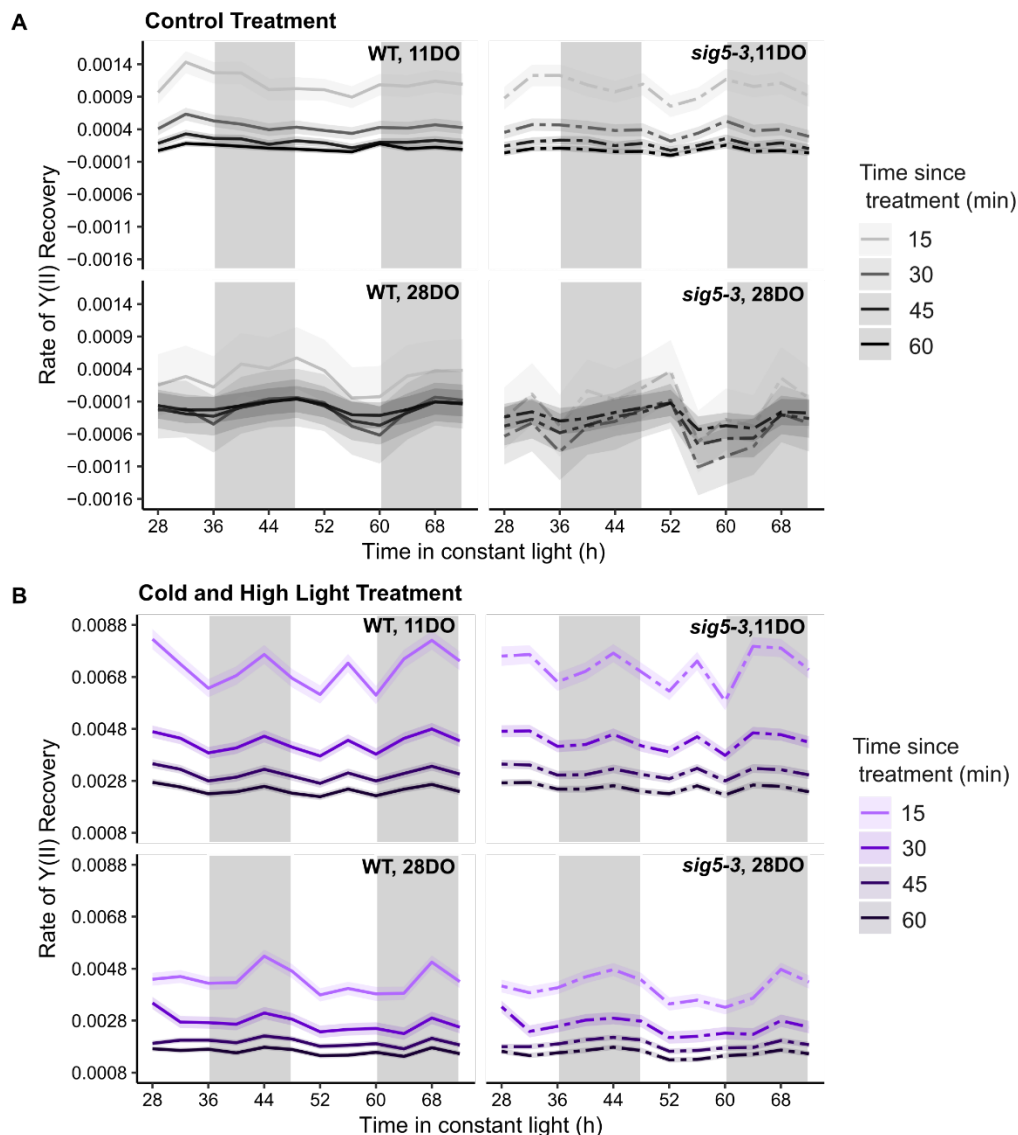 A
Control Treatment
WT, 11DO
sig5-3,11DO
0.0014
0.0009
0.0004
−0.0001
−0.0006
−0.0011
−0.0016
WT, 28DO
sig5-3, 28DO
0.0014
0.0009
0.0004
−0.0001
−0.0006
−0.0011
−0.0016
Rate of Y(II) Recovery
28 36 44 52 60 68
28 36 44 52 60 68
Time in constant light (h)
Time since
treatment (min)
15
30
45
60
B
Cold and High Light Treatment
WT, 11DO
sig5-3,11DO
0.0088
0.0068
0.0048
0.0028
0.0008
WT, 28DO
sig5-3, 28DO
0.0088
0.0068
0.0048
0.0028
0.0008
Rate of Y(II) Recovery
28 36 44 52 60 68
28 36 44 52 60 68
Time in constant light (h)
Time since
treatment (min)
15
30
45
60